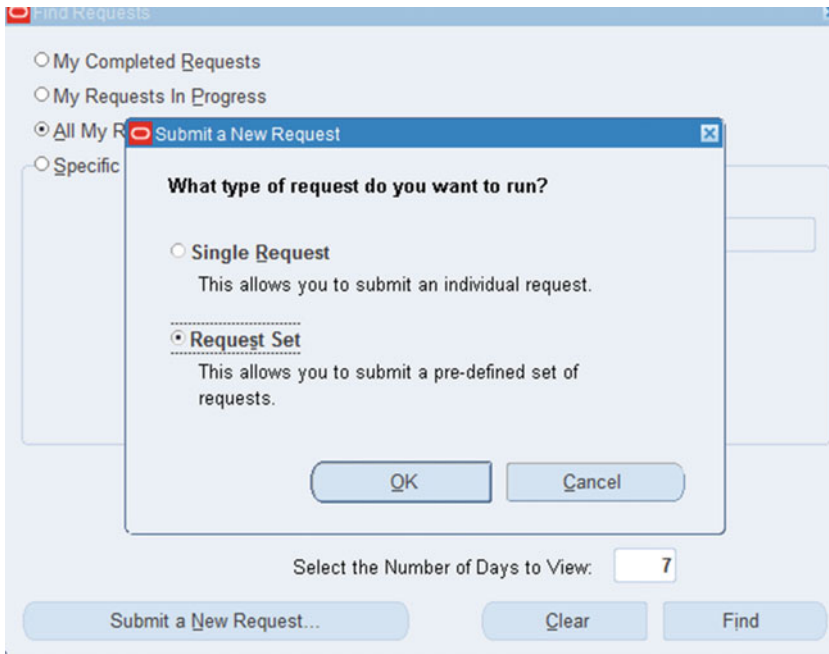 Find Requests
My Completed Requests
My Requests In Progress
All My R
Specific
Submit a New Request
What type of request do you want to run?
Single Request
This allows you to submit an individual request.
Request Set
This allows you to submit a pre-defined set of
requests.
OK Cancel
Select the Number of Days to View: 7
Submit a New Request... Clear Find